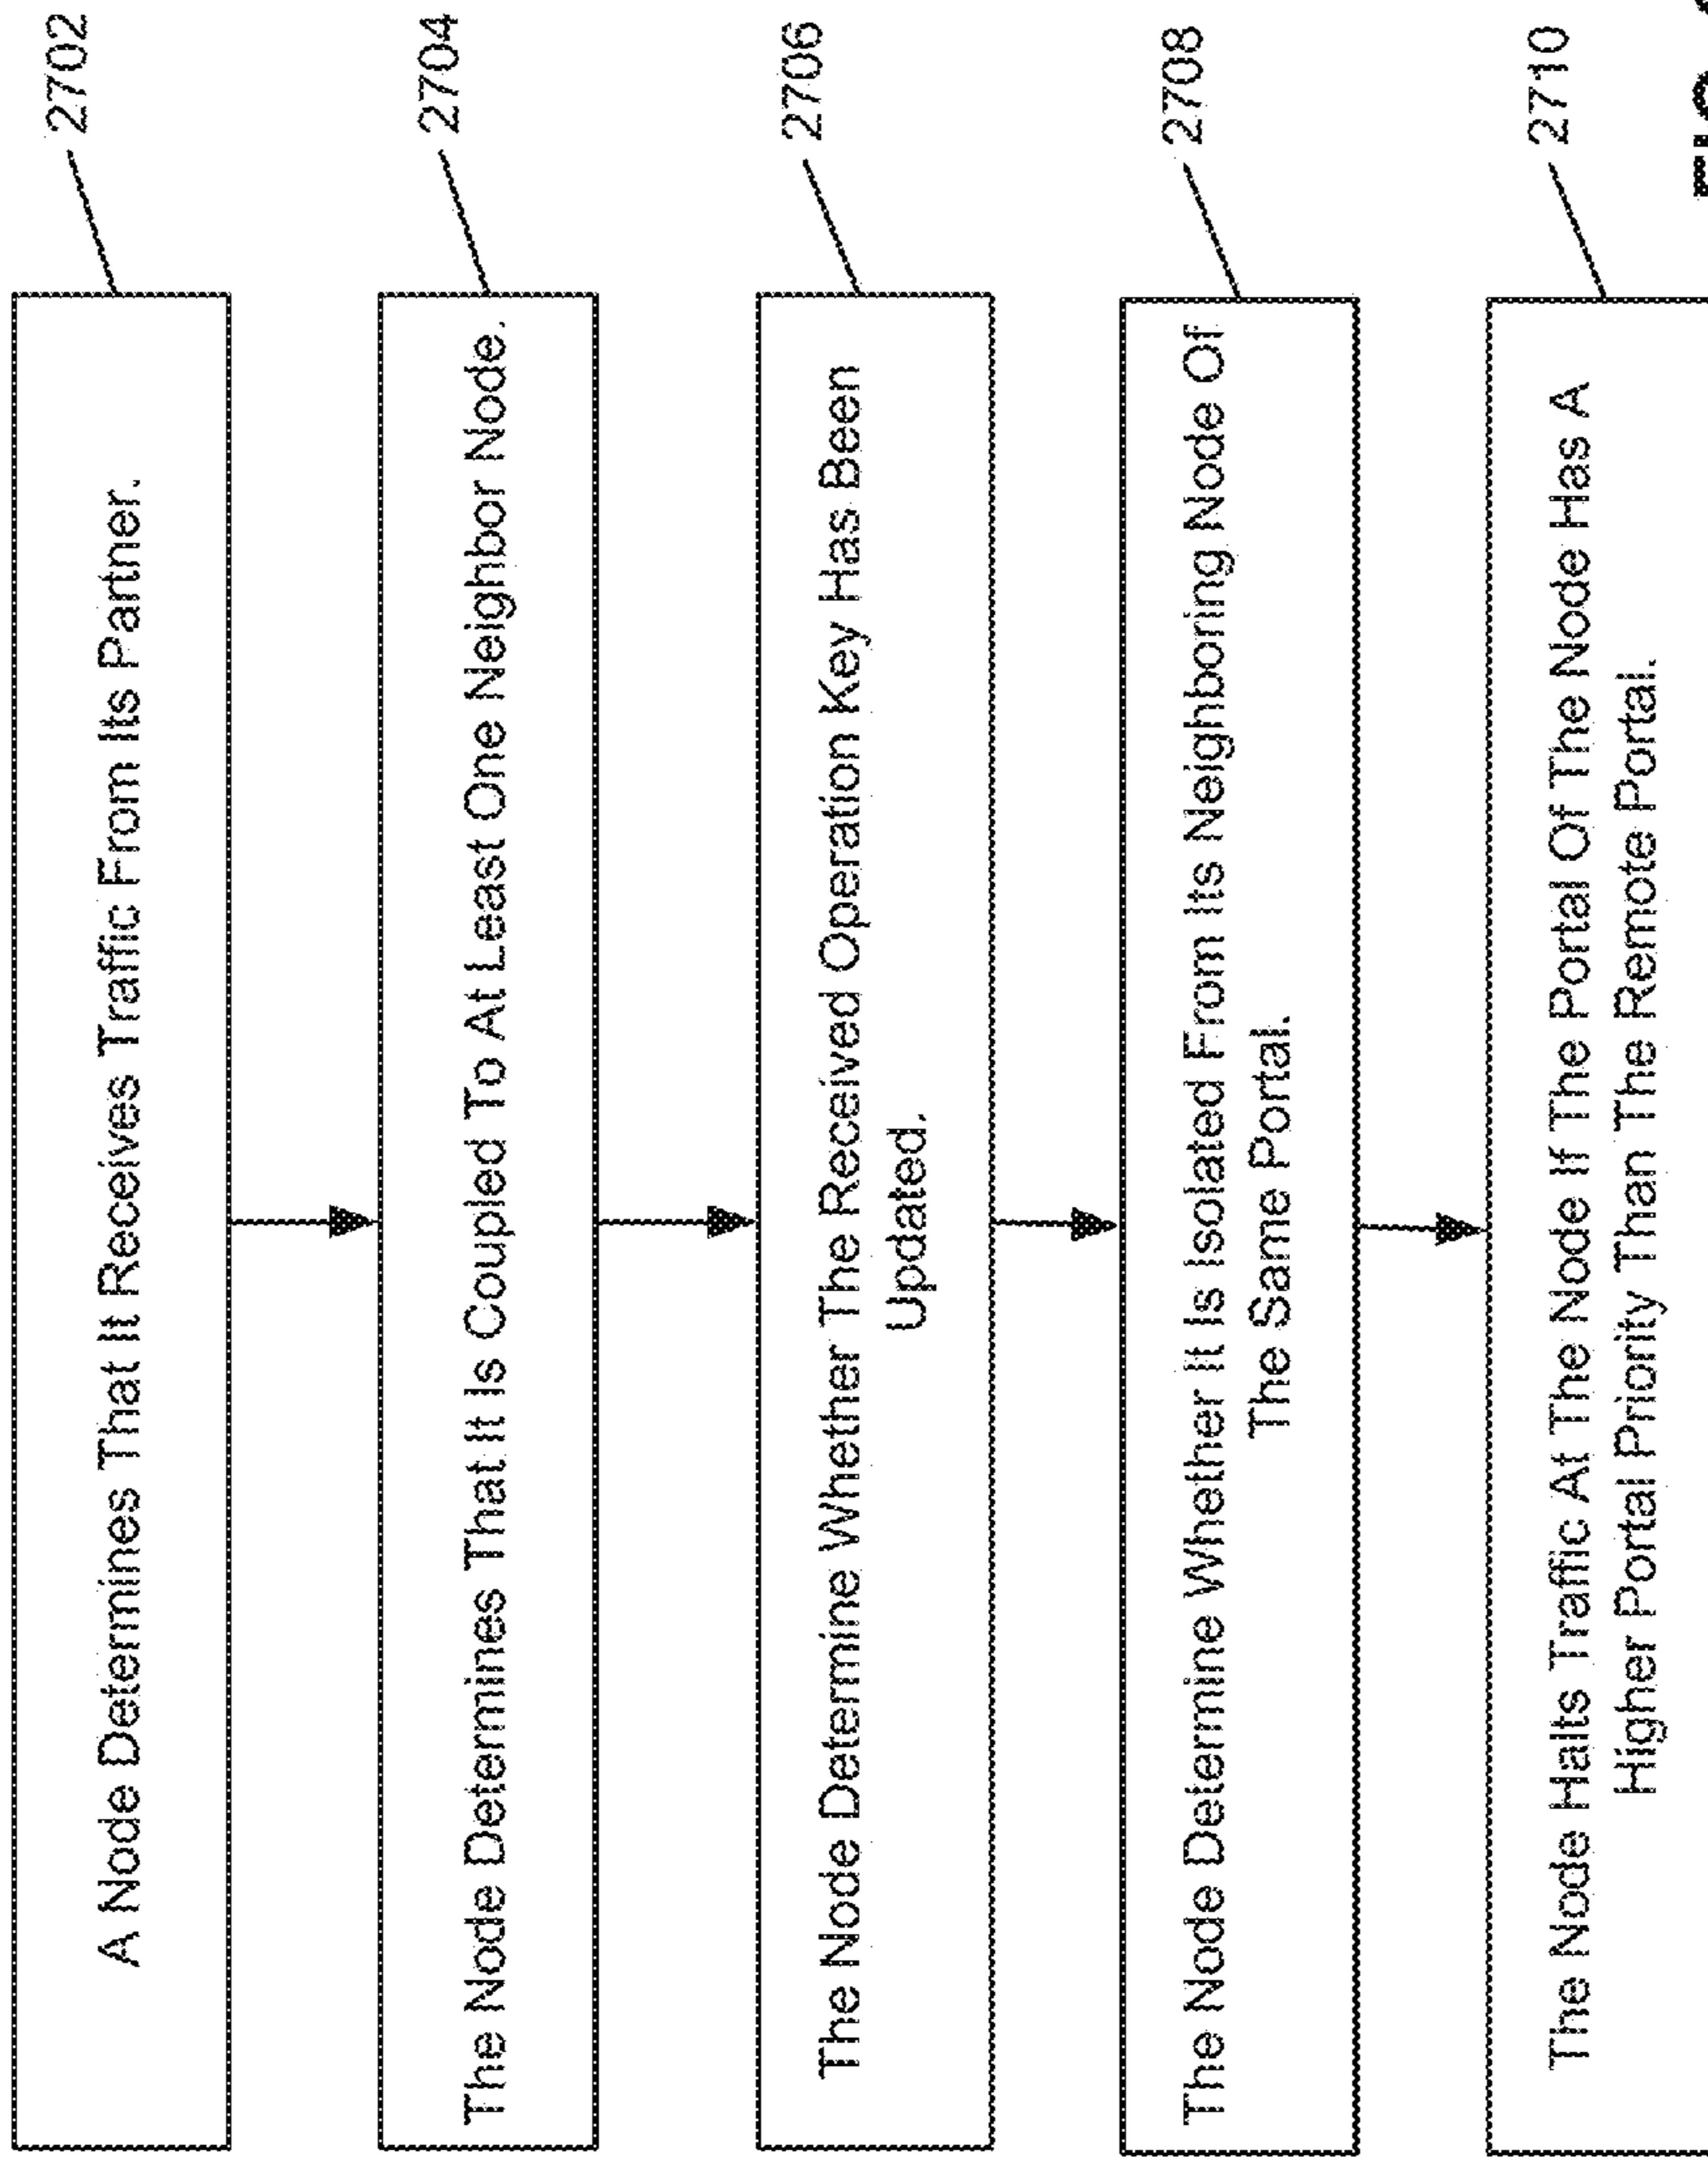 A Node Determines That It Receives Traffic From Its Partner.
2702
The Node Determines That It Is Coupled To At Least One Neighbor Node.
2704
The Node Determine Whether The Received Operation Key Has Been
Updated.
2706
The Node Determine Whether It Is Isolated From Its Neighboring Node Of
The Same Portal.
2708
The Node Halts Traffic At The Node If The Portal Of The Node Has A
Higher Portal Priority Than The Remote Portal.
2710